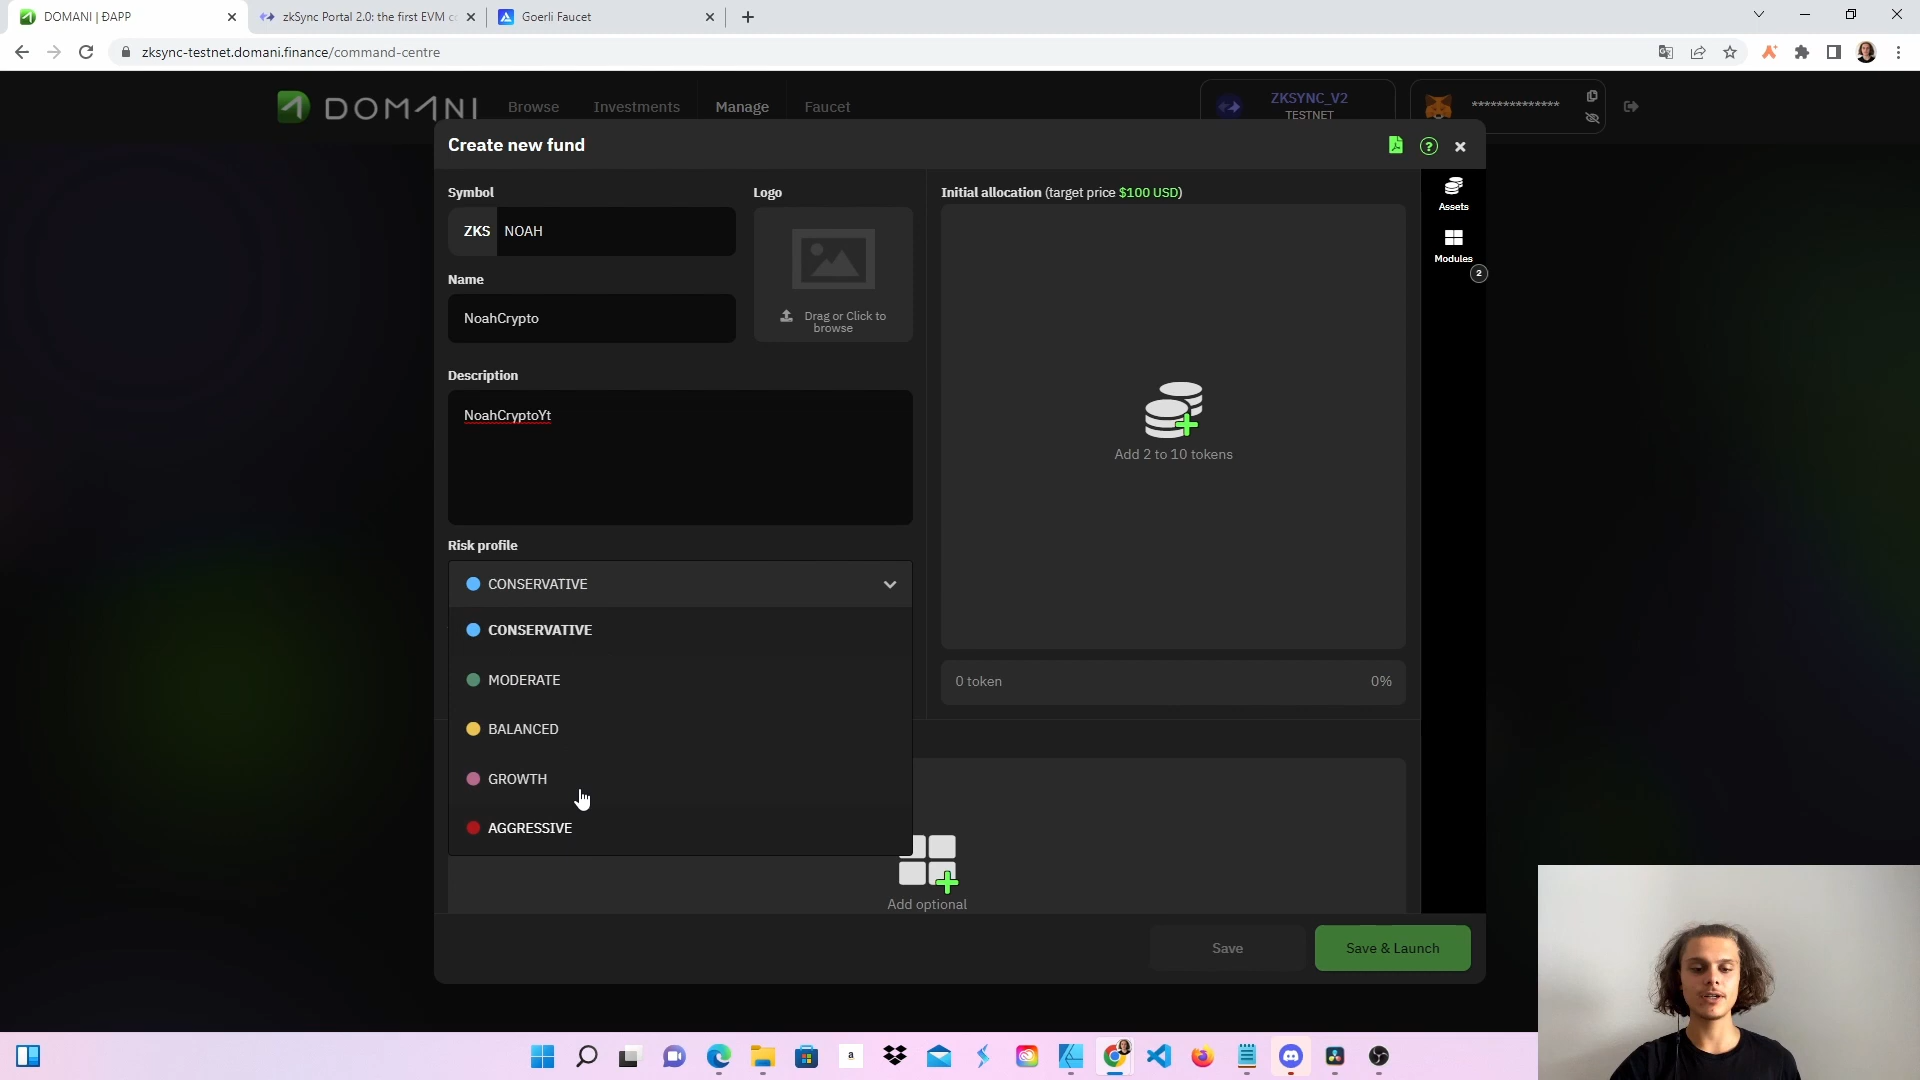 DOMANI | ĐAPP
zkSync Portal 2.0: the first EVM c
Goerli Faucet
zksync-testnet.domani.finance/command-centre
DOMANI
Browse
Investments
Manage
Faucet
ZKSYNC_V2
TESTNET
**************
Create new fund
?
Symbol
ZKS
NOAH
Logo
Drag or Click to
browse
Name
NoahCrypto
Description
NoahCryptoYt
Risk profile
CONSERVATIVE
CONSERVATIVE
MODERATE
BALANCED
GROWTH
AGGRESSIVE
Initial allocation (target price $100 USD)
Add 2 to 10 tokens
0 token
0%
Assets
Modules
2
Add optional
Save
Save & Launch
a